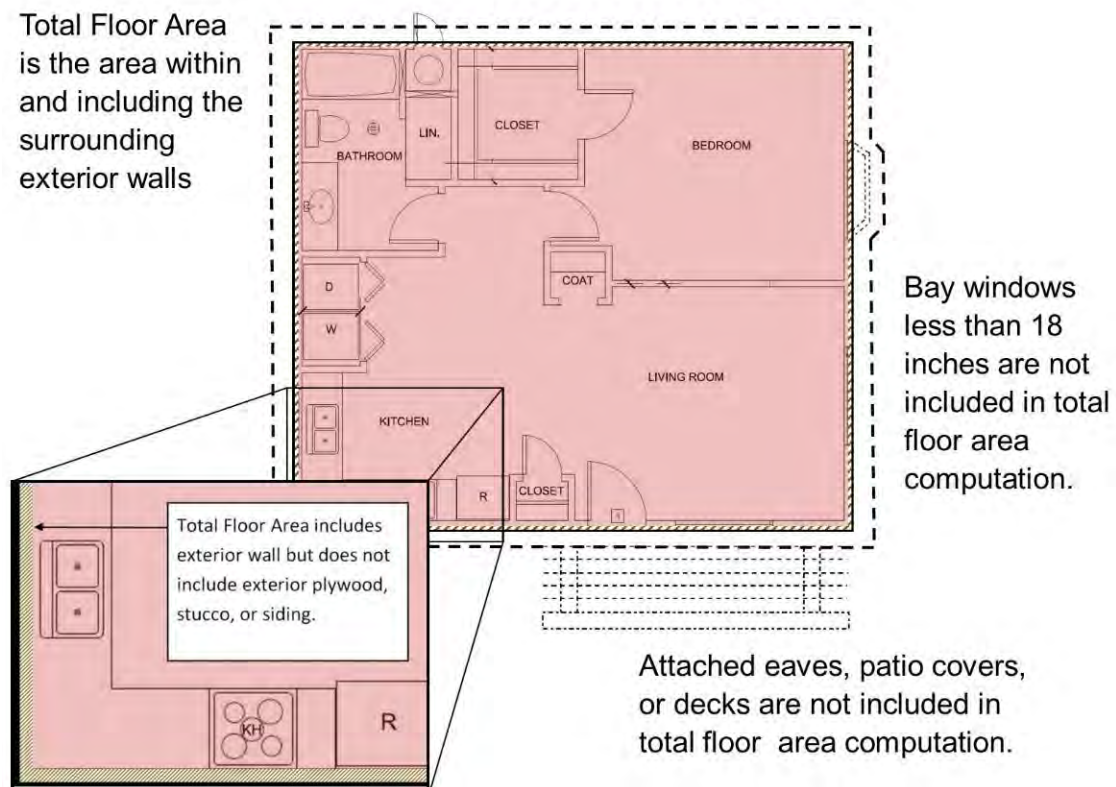 Total Floor Area
is the area within
and including the
surrounding
exterior walls
LIN.
CLOSET
BEDROOM
BATHROOM
D
COAT
W
LIVING ROOM
KITCHEN
R
CLOSET
Bay windows
less than 18
inches are not
included in total
floor area
computation.
Total Floor Area includes
exterior wall but does not
include exterior plywood,
stucco, or siding.
KH
R
Attached eaves, patio covers,
or decks are not included in
total floor area computation.